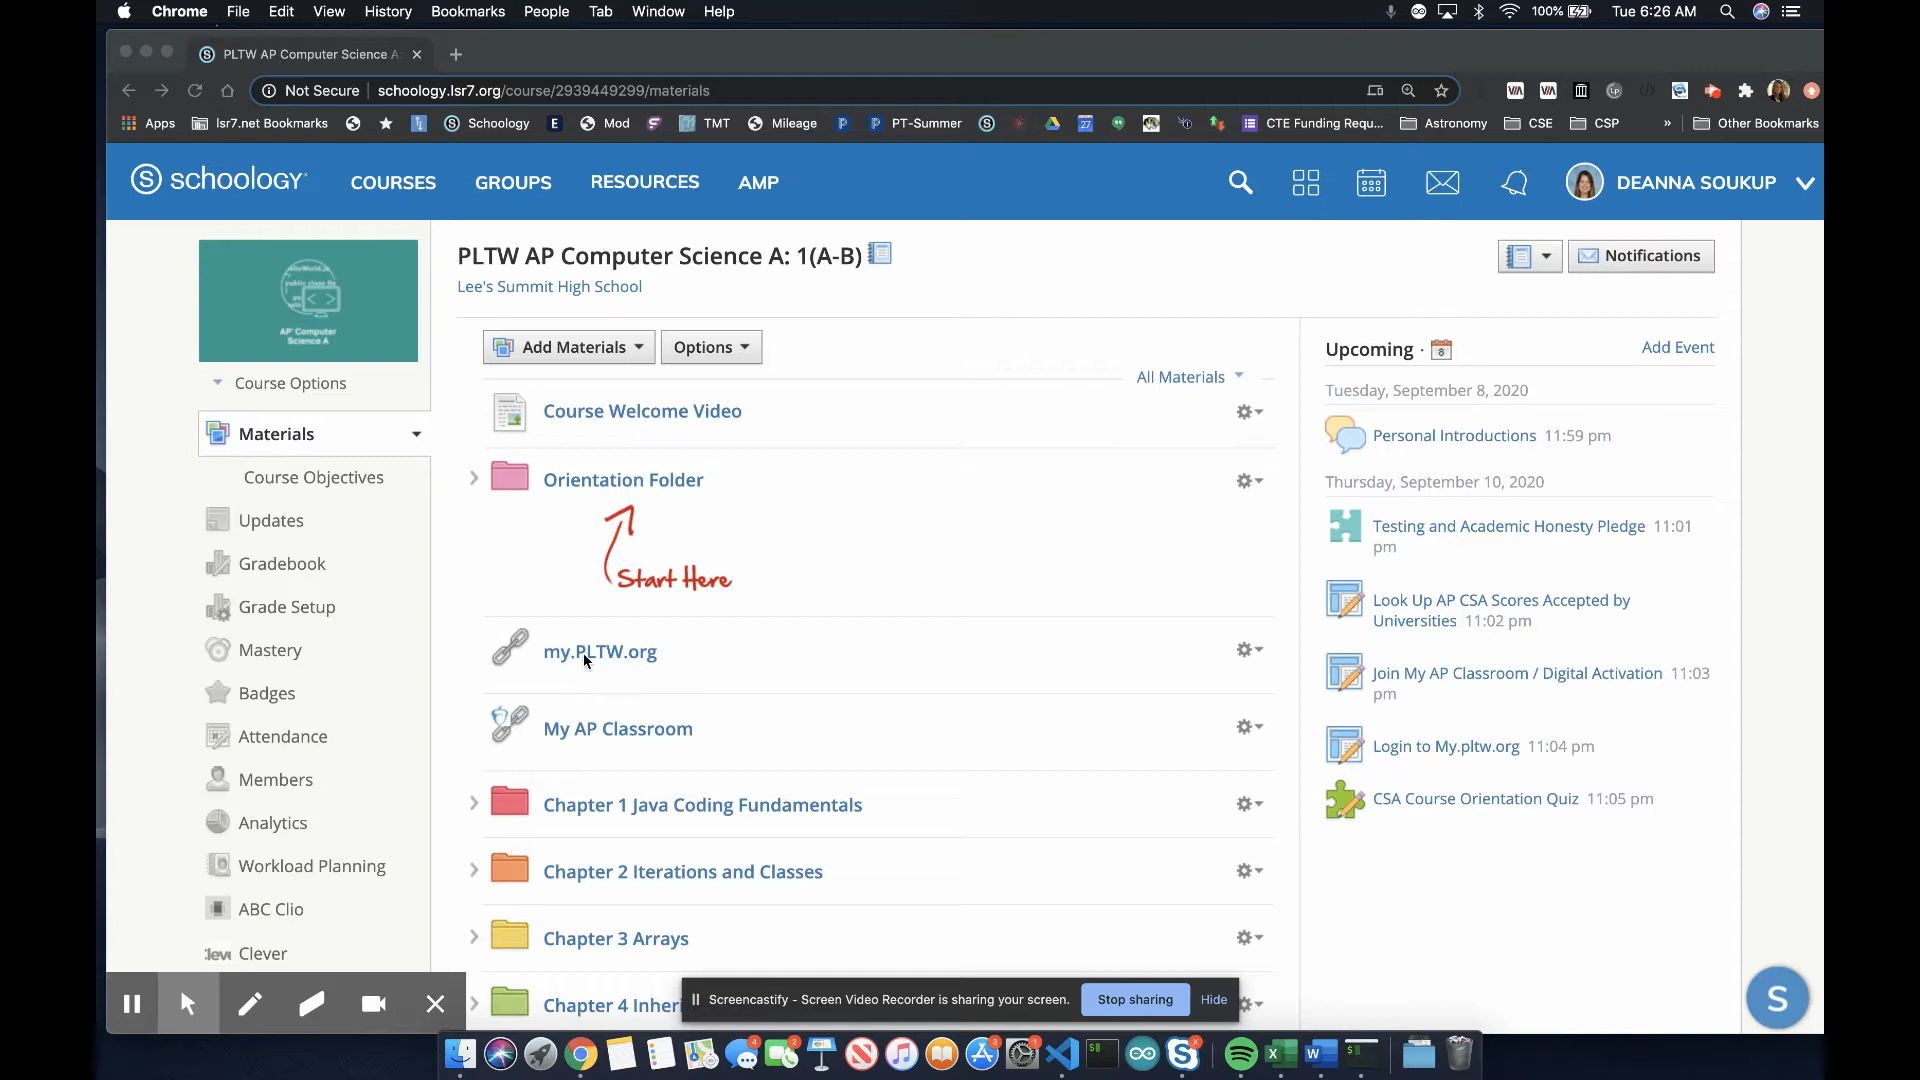 Chrome File Edit View History Bookmarks People Tab Window Help 100% Tue 6:26 AM
PLTW AP Computer Science A:
Not Secure schoology.lsr7.org/course/2939449299/materials
Apps lsr7.net Bookmarks Schoology Mod TMT Mileage PT-Summer CTE Funding Requ... Astronomy CSE CSP » Other Bookmarks
schoology COURSES GROUPS RESOURCES AMP DEANNA SOUKUP
PLTW AP Computer Science A: 1(A-B)
Notifications
Lee's Summit High School
AP Computer
Science A
Course Options
Materials
Course Objectives
Updates
Gradebook
Grade Setup
Mastery
Badges
Attendance
Members
Analytics
Workload Planning
ABC Clio
Clever
Add Materials Options
All Materials
Course Welcome Video
Orientation Folder
Start Here
my.PLTW.org
My AP Classroom
Chapter 1 Java Coding Fundamentals
Chapter 2 Iterations and Classes
Chapter 3 Arrays
Chapter 4 Inheri
Upcoming · 8 Add Event
Tuesday, September 8, 2020
Personal Introductions 11:59 pm
Thursday, September 10, 2020
Testing and Academic Honesty Pledge 11:01
pm
Look Up AP CSA Scores Accepted by
Universities 11:02 pm
Join My AP Classroom / Digital Activation 11:03
pm
Login to My.pltw.org 11:04 pm
CSA Course Orientation Quiz 11:05 pm
Screencastify - Screen Video Recorder is sharing your screen. Stop sharing Hide
S